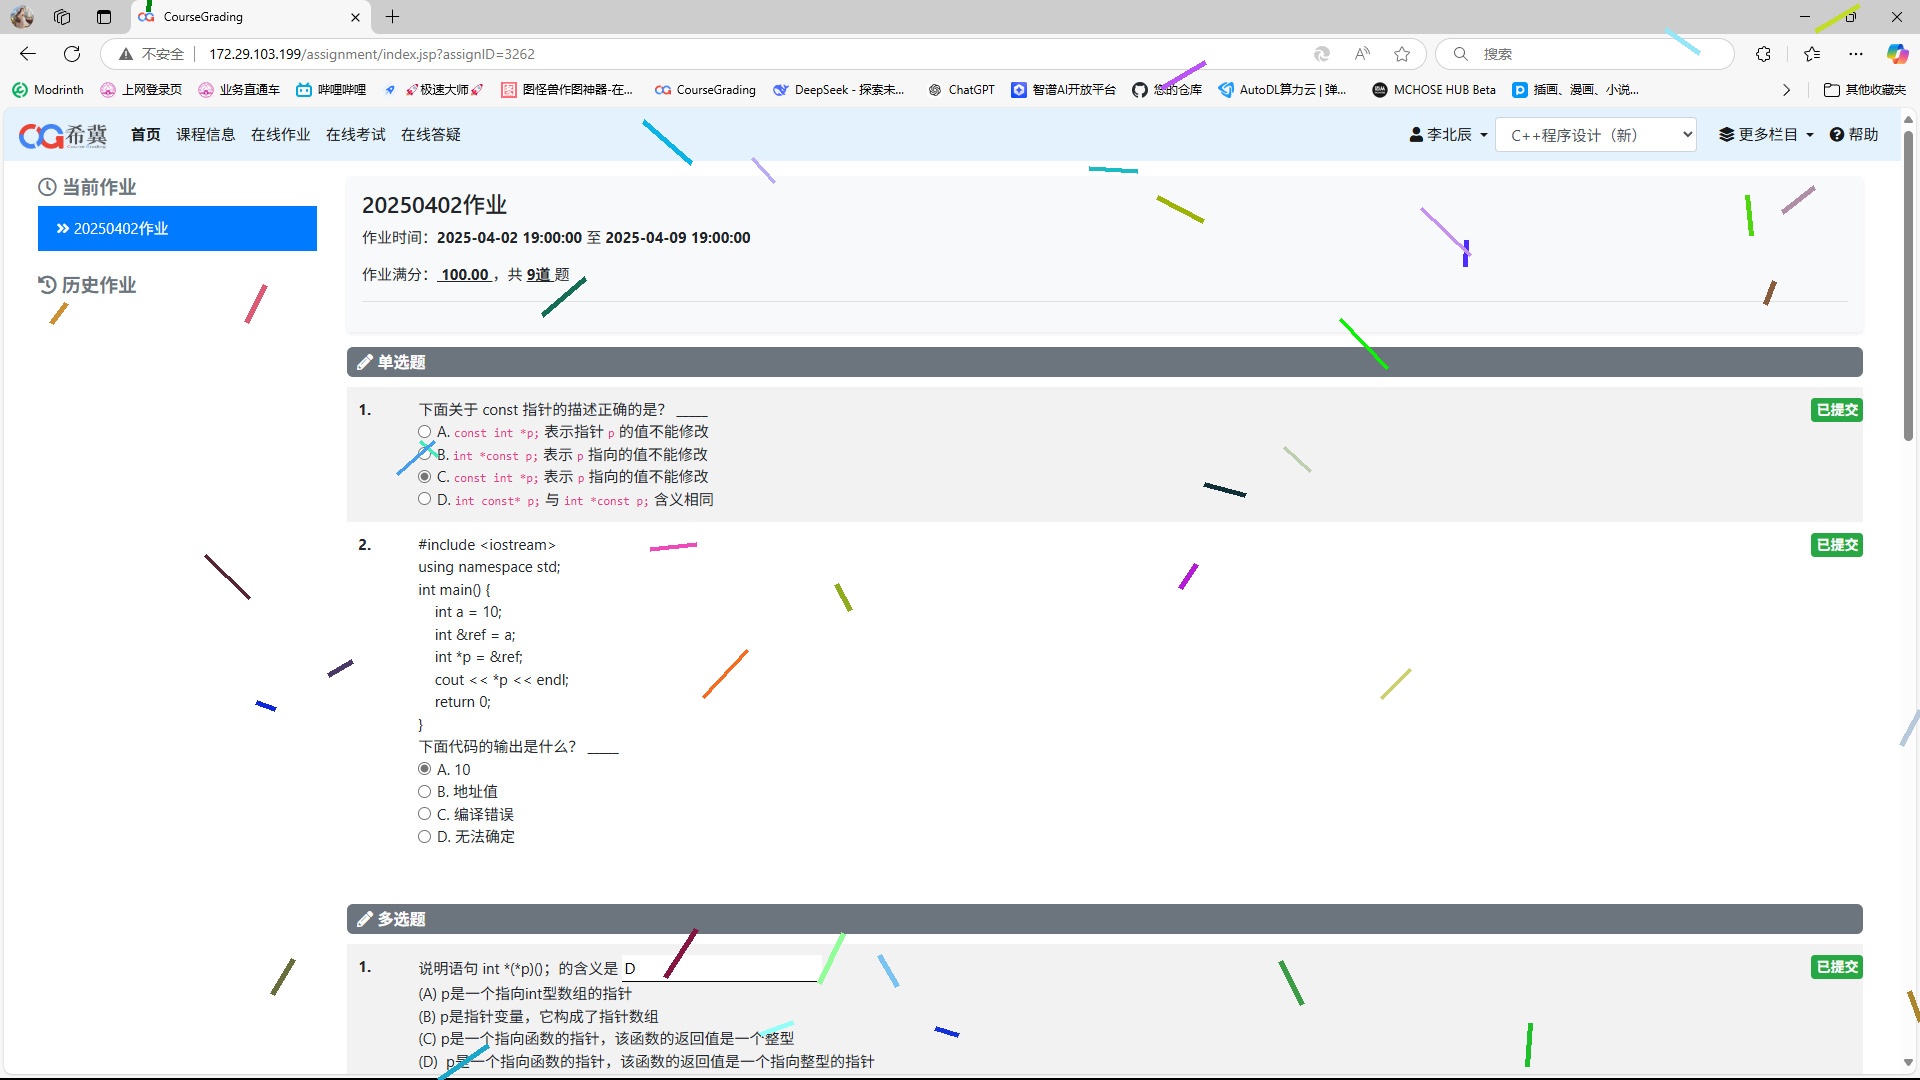 CourseGrading
不安全
172.29.103.199/assignment/index.jsp?assignID=3262
搜索
Modrinth
上网登录页
业务直通车
哔哩哔哩
🚀极速大师🚀
图怪兽作图神器-在...
CourseGrading
DeepSeek - 探索未...
ChatGPT
智谱AI开放平台
您的仓库
AutoDL算力云 | 弹...
MCHOSE HUB Beta
插画、漫画、小说...
其他收藏夹
希冀
首页
课程信息
在线作业
在线考试
在线答疑
李北辰
C++程序设计（新）
更多栏目
帮助
当前作业
20250402作业
历史作业
20250402作业
作业时间：2025-04-02 19:00:00 至 2025-04-09 19:00:00
作业满分： 100.00 ，共 9道 题
单选题
1.
下面关于 const 指针的描述正确的是？ ____
已提交
A. const int *p; 表示指针 p 的值不能修改
B. int *const p; 表示 p 指向的值不能修改
C. const int *p; 表示 p 指向的值不能修改
D. int const* p; 与 int *const p; 含义相同
2.
#include <iostream>
已提交
using namespace std;
int main() {
int a = 10;
int &ref = a;
int *p = &ref;
cout << *p << endl;
return 0;
}
下面代码的输出是什么？ ____
A. 10
B. 地址值
C. 编译错误
D. 无法确定
多选题
1.
说明语句 int *(*p)()；的含义是 D
已提交
(A) p是一个指向int型数组的指针
(B) p是指针变量，它构成了指针数组
(C) p是一个指向函数的指针，该函数的返回值是一个整型
(D) p是一个指向函数的指针，该函数的返回值是一个指向整型的指针